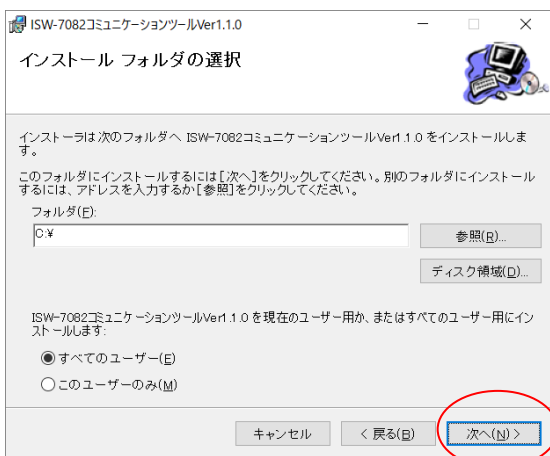 ISW-7082コミュニケーションツールVer1.1.0
インストール フォルダの選択
インストーラは次のフォルダへ ISW-7082コミュニケーションツールVer1.1.0 をインストールしま
す。
このフォルダにインストールするには[次へ]をクリックしてください。別のフォルダにインストール
するには、アドレスを入力するか[参照]をクリックしてください。
フォルダ(F):
C:¥
参照(R)...
ディスク領域(D)...
ISW-7082コミュニケーションツールVer1.1.0 を現在のユーザー用か、またはすべてのユーザー用にイン
ストールします:
すべてのユーザー(E)
このユーザーのみ(M)
キャンセル
< 戻る(B)
次へ(N) >